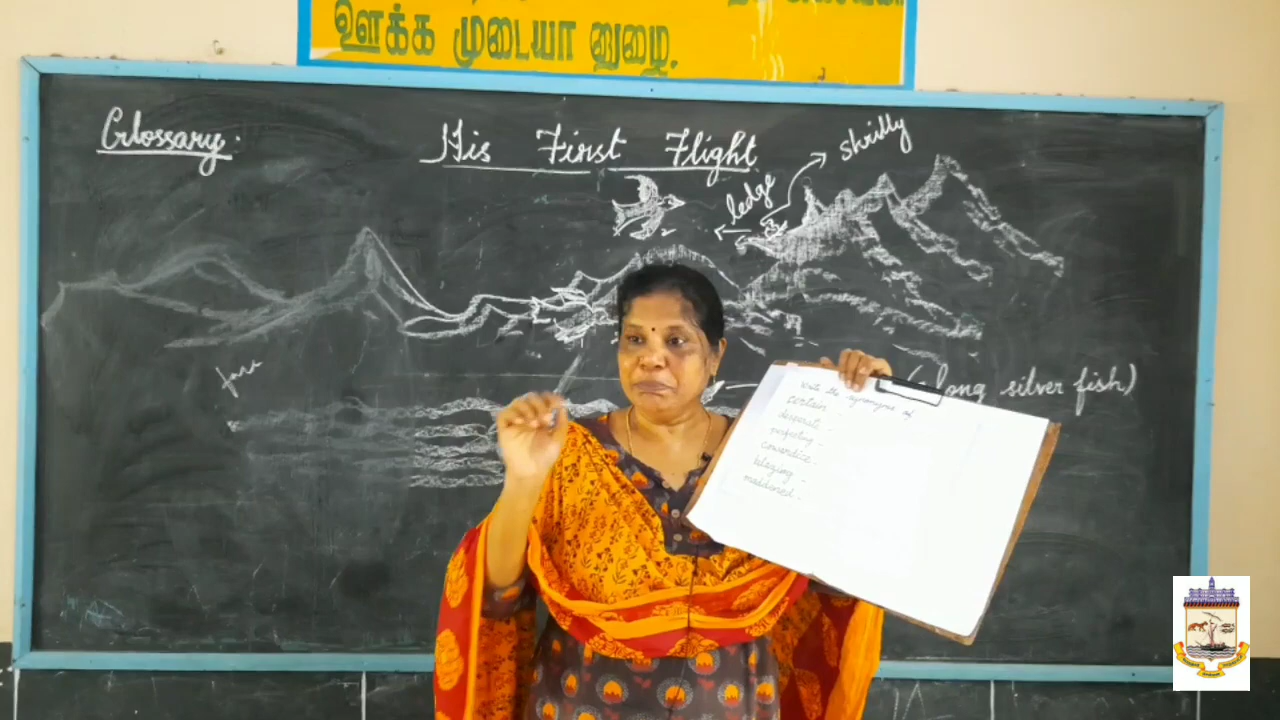 ஊக்க முடையா னுழை.
Glossary
His First Flight
shrilly
ledge
(long silver fish)
Write the synonyms of
certain -
desperate -
perfecting -
cowardice -
blazing -
maddened -